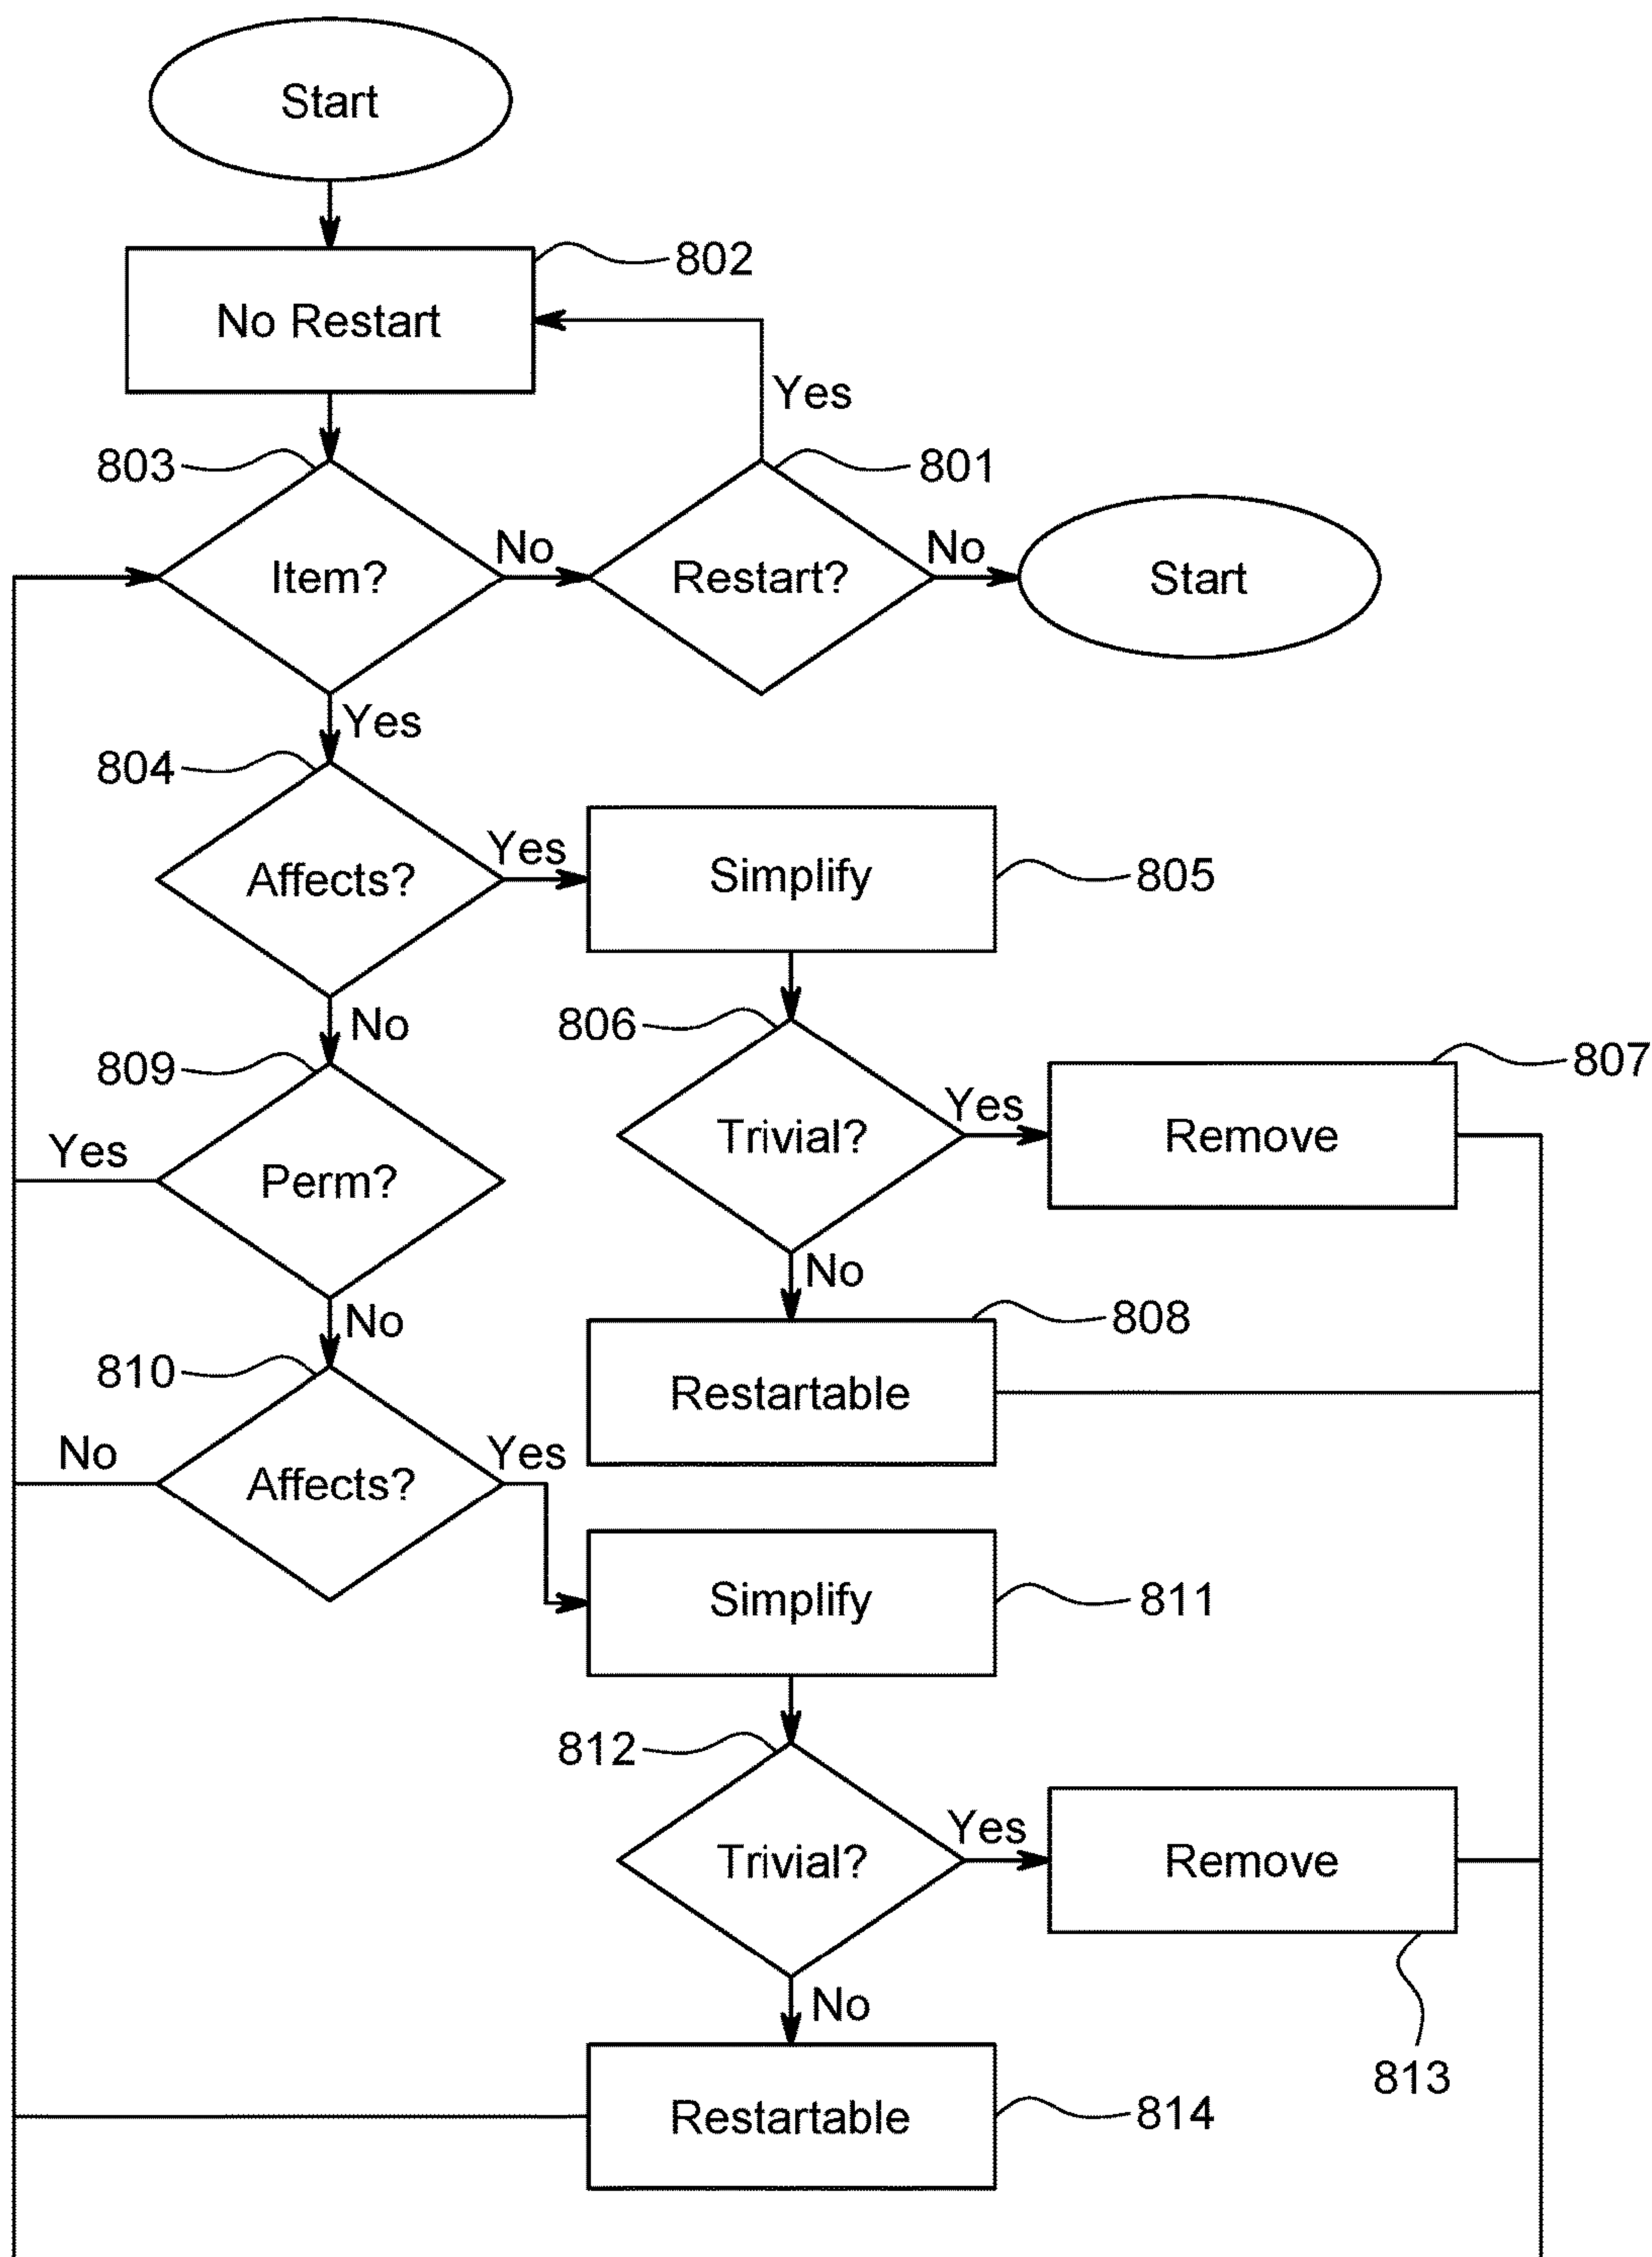 Start
802
No Restart
Yes
803
801
Item?
No
Restart?
No
Start
Yes
804
Affects?
Yes
Simplify
805
No
806
809
807
Yes
Trivial?
Yes
Remove
Perm?
No
No
808
810
Restartable
No
Affects?
Yes
Simplify
811
812
Yes
Trivial?
Remove
No
813
Restartable
814